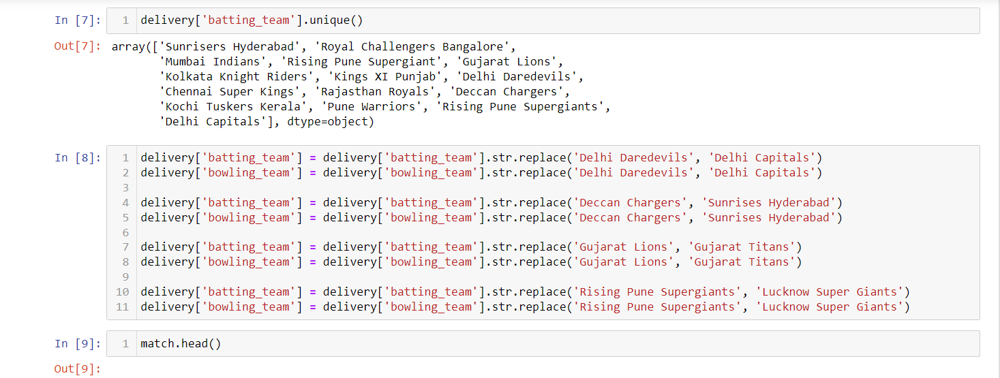 In [7]: 1 delivery['batting_team'].unique()
Out[7]: array(['Sunrisers Hyderabad', 'Royal Challengers Bangalore',
'Mumbai Indians', 'Rising Pune Supergiant', 'Gujarat Lions',
'Kolkata Knight Riders', 'Kings XI Punjab', 'Delhi Daredevils',
'Chennai Super Kings', 'Rajasthan Royals', 'Deccan Chargers',
'Kochi Tuskers Kerala', 'Pune Warriors', 'Rising Pune Supergiants',
'Delhi Capitals'], dtype=object)
In [8]: 1 delivery['batting_team'] = delivery['batting_team'].str.replace('Delhi Daredevils', 'Delhi Capitals')
2 delivery['bowling_team'] = delivery['bowling_team'].str.replace('Delhi Daredevils', 'Delhi Capitals')
3
4 delivery['batting_team'] = delivery['batting_team'].str.replace('Deccan Chargers', 'Sunrises Hyderabad')
5 delivery['bowling_team'] = delivery['bowling_team'].str.replace('Deccan Chargers', 'Sunrises Hyderabad')
6
7 delivery['batting_team'] = delivery['batting_team'].str.replace('Gujarat Lions', 'Gujarat Titans')
8 delivery['bowling_team'] = delivery['bowling_team'].str.replace('Gujarat Lions', 'Gujarat Titans')
9
10 delivery['batting_team'] = delivery['batting_team'].str.replace('Rising Pune Supergiants', 'Lucknow Super Giants')
11 delivery['bowling_team'] = delivery['bowling_team'].str.replace('Rising Pune Supergiants', 'Lucknow Super Giants')
In [9]: 1 match.head()
Out[9]: